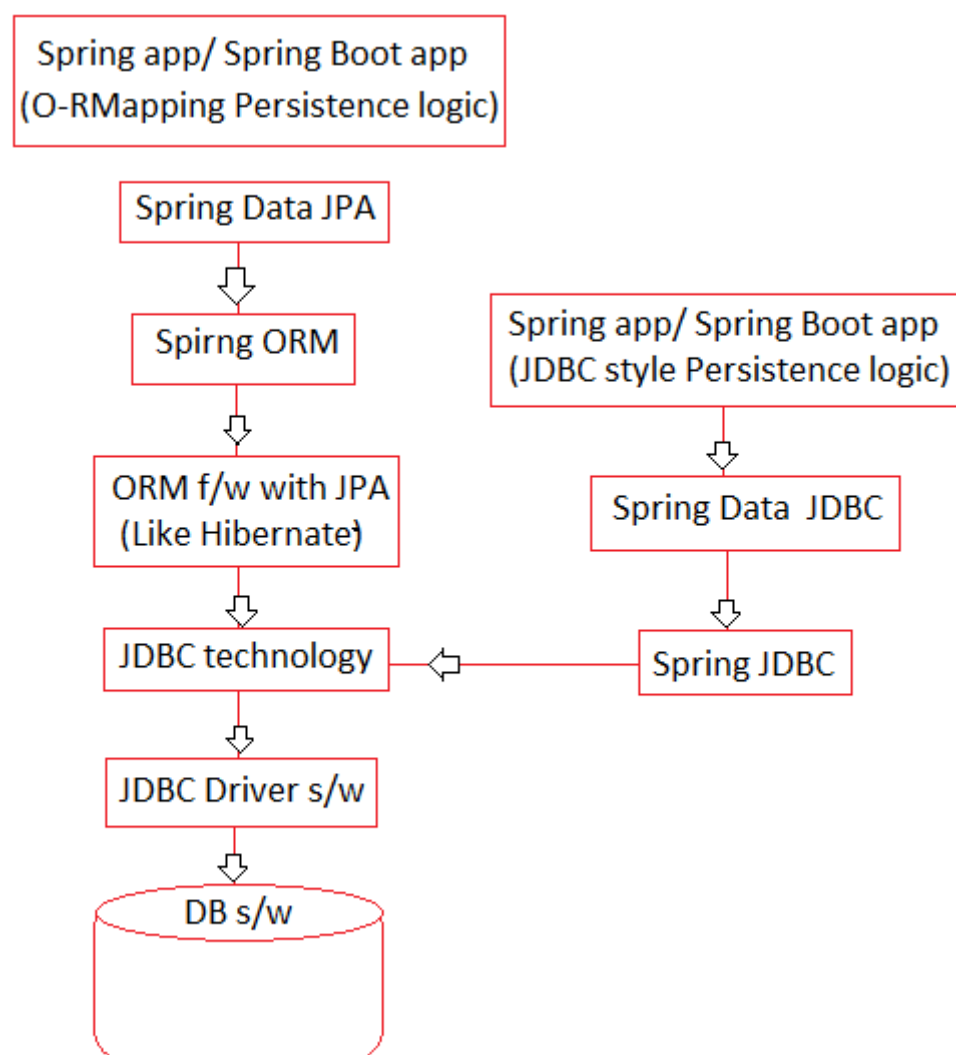 Spring app/ Spring Boot app
(O-RMapping Persistence logic)
Spring Data JPA
Spirng ORM
ORM f/w with JPA
(Like Hibernate)
JDBC technology
JDBC Driver s/w
DB s/w
Spring app/ Spring Boot app
(JDBC style Persistence logic)
Spring Data JDBC
Spring JDBC